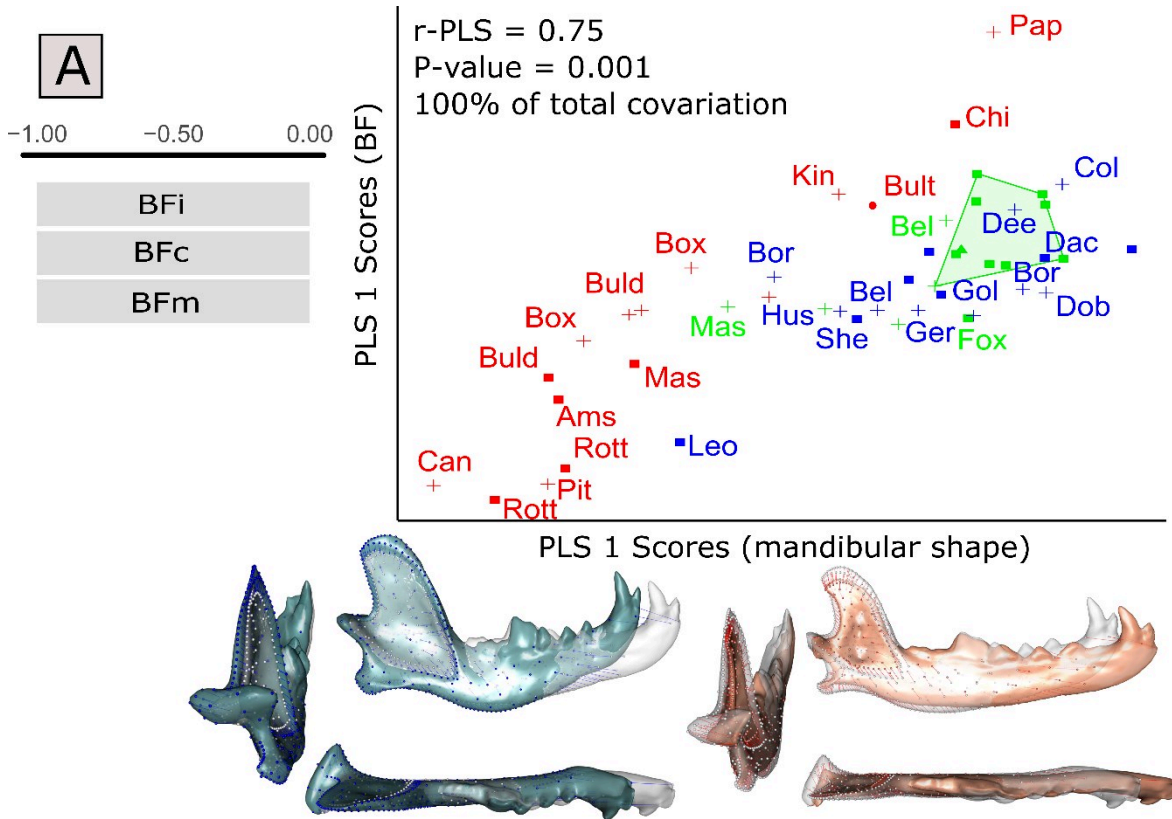 A
−1.00 −0.50 0.00
BFi
BFc
BFm
PLS 1 Scores (BF)
r-PLS = 0.75
P-value = 0.001
100% of total covariation
Pap
Chi
Kin
Bult
Col
Bel
Dee
Box
Bor
Dac
Buld
Bor
Box
Mas
Hus
Bel
Gol
Dob
She
Ger
Fox
Buld
Mas
Ams
Rott
Leo
Can
Pit
Rott
PLS 1 Scores (mandibular shape)